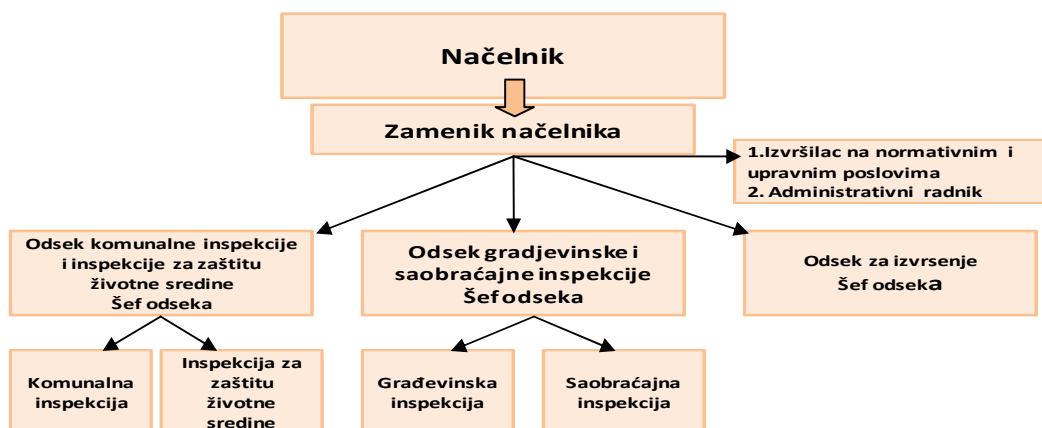 Načelnik
Zamenik načelnika
1.Izvršilac na normativnim i
upravnim poslovima
2. Administrativni radnik
Odsek komunalne inspekcije
i inspekcije za zaštitu
životne sredine
Šef odseka
Odsek gradjevinske i
saobraćajne inspekcije
Šef odseka
Odsek za izvrsenje
Šef odseka
Komunalna
inspekcija
Inspekcija za
zaštitu
životne
sredine
Građevinska
inspekcija
Saobraćajna
inspekcija